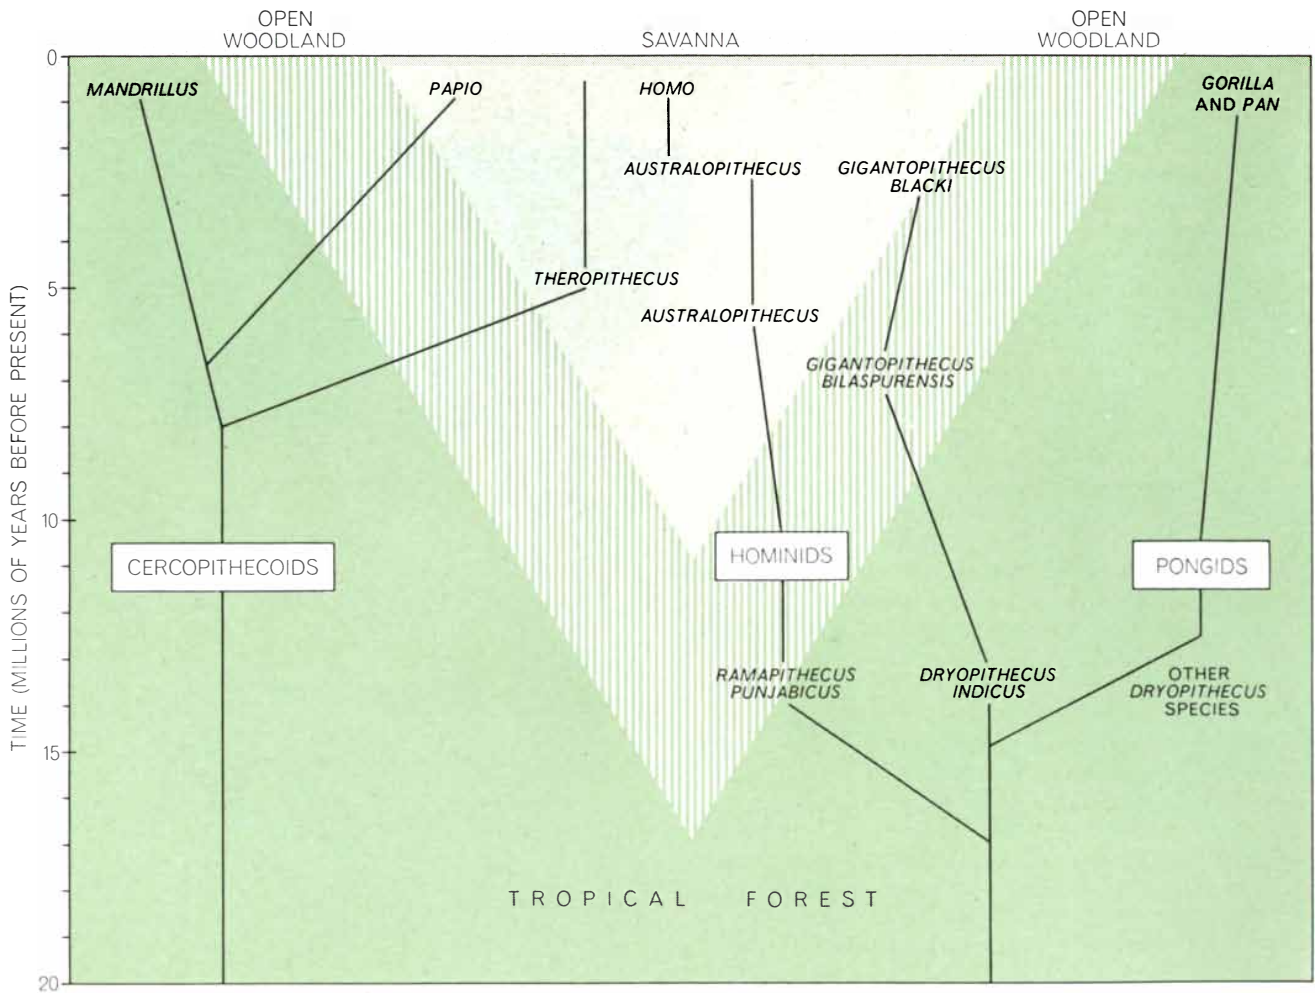 OPEN
WOODLAND
SAVANNA
OPEN
WOODLAND
TIME (MILLIONS OF YEARS BEFORE PRESENT)
0
5
10
15
20
MANDRILLUS
PAPIO
HOMO
GORILLA
AND PAN
AUSTRALOPITHECUS
GIGANTOPITHECUS
BLACKI
THEROPITHECUS
AUSTRALOPITHECUS
GIGANTOPITHECUS
BILASPURENSIS
CERCOPITHECOIDS
HOMINIDS
PONGIDS
RAMAPITHECUS
PUNJABICUS
DRYOPITHECUS
INDICUS
OTHER
DRYOPITHECUS
SPECIES
TROPICAL FOREST